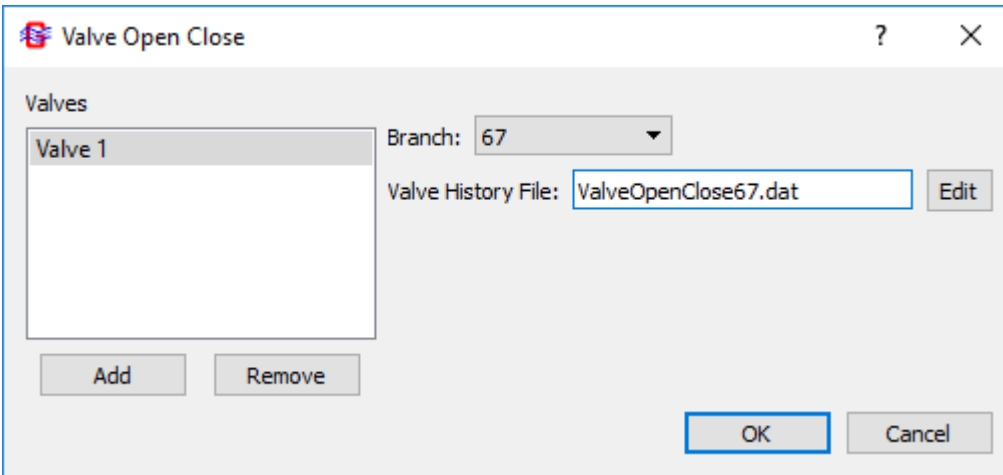 Valve Open Close
?
Valves
Valve 1
Branch: 67
Valve History File: ValveOpenClose67.dat Edit
Add Remove
OK Cancel